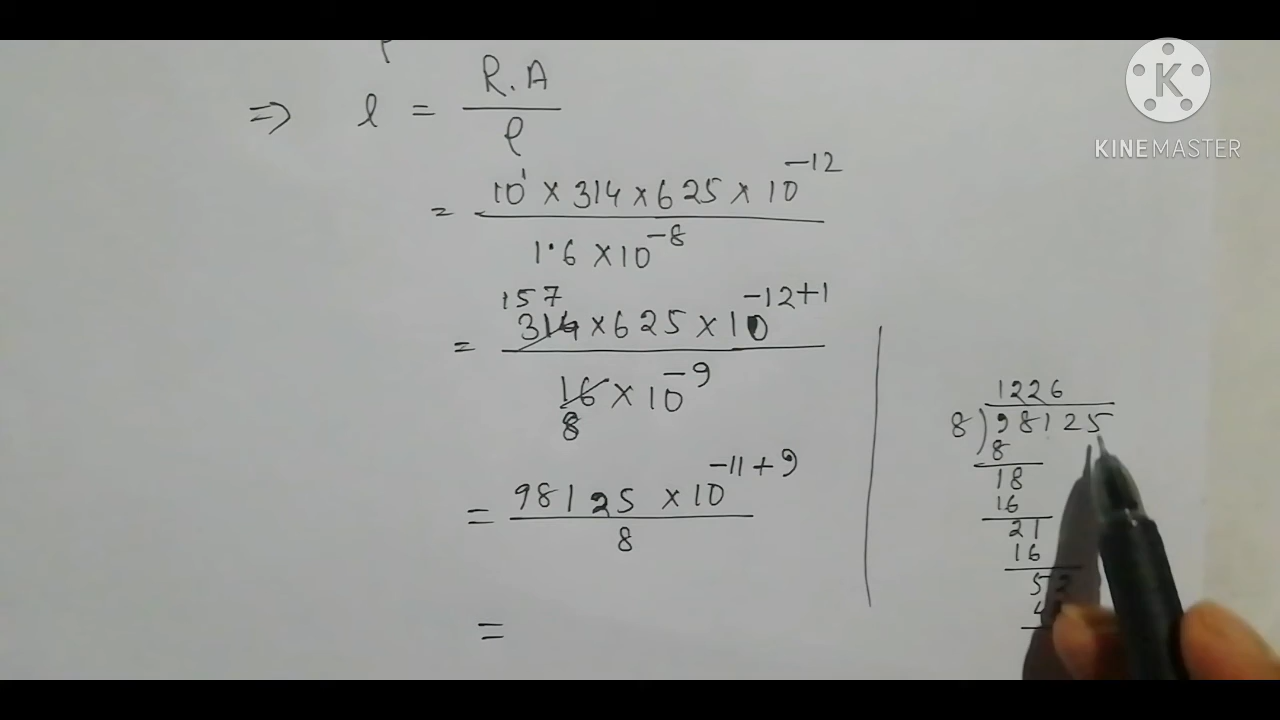 KINEMASTER
⇒ l = R.A / ρ
= 10¹ × 314 × 625 × 10⁻¹² / 1.6 × 10⁻⁸
157
= 314 × 625 × 10⁻¹²⁺¹ / 16 × 10⁻⁹
8
= 98125 × 10⁻¹¹⁺⁹ / 8
=
1226
8)98125
8
18
16
21
16
52